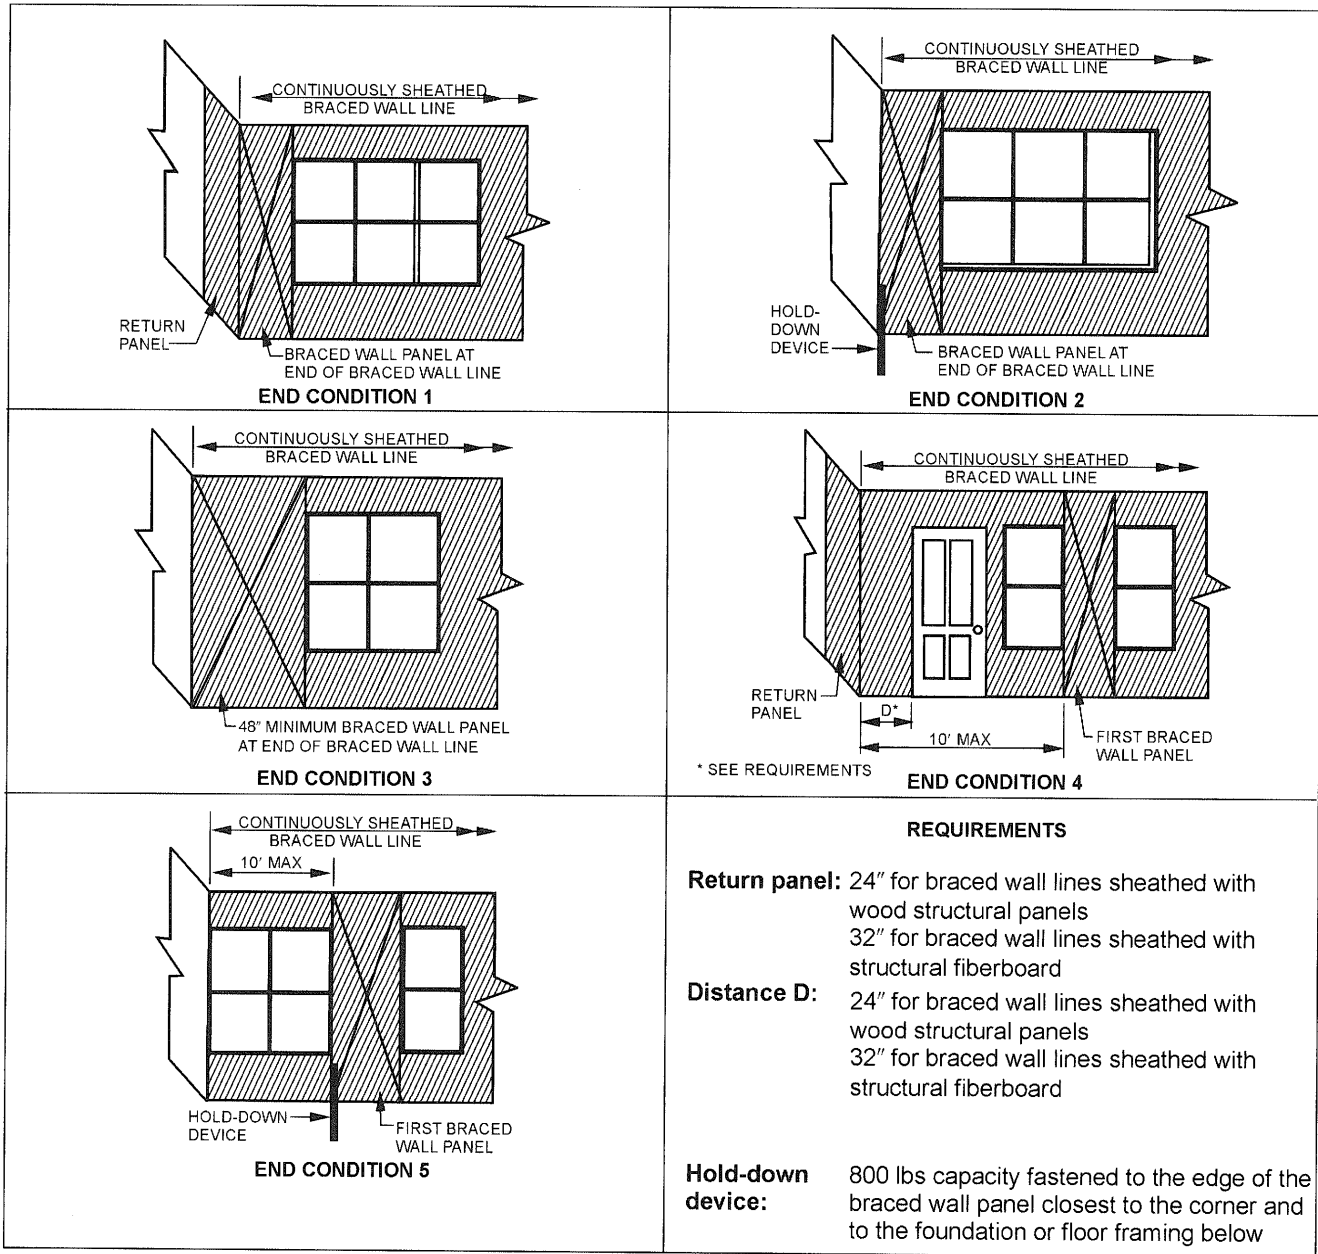 CONTINUOUSLY SHEATHED
BRACED WALL LINE
RETURN
PANEL
BRACED WALL PANEL AT
END OF BRACED WALL LINE
END CONDITION 1
CONTINUOUSLY SHEATHED
BRACED WALL LINE
HOLD-
DOWN
DEVICE
BRACED WALL PANEL AT
END OF BRACED WALL LINE
END CONDITION 2
CONTINUOUSLY SHEATHED
BRACED WALL LINE
48" MINIMUM BRACED WALL PANEL
AT END OF BRACED WALL LINE
END CONDITION 3
CONTINUOUSLY SHEATHED
BRACED WALL LINE
RETURN
PANEL
D*
10' MAX
FIRST BRACED
WALL PANEL
* SEE REQUIREMENTS
END CONDITION 4
CONTINUOUSLY SHEATHED
BRACED WALL LINE
10' MAX
HOLD-DOWN
DEVICE
FIRST BRACED
WALL PANEL
END CONDITION 5
REQUIREMENTS
Return panel: 24" for braced wall lines sheathed with
wood structural panels
32" for braced wall lines sheathed with
structural fiberboard
Distance D: 24" for braced wall lines sheathed with
wood structural panels
32" for braced wall lines sheathed with
structural fiberboard
Hold-down 800 lbs capacity fastened to the edge of the
device: braced wall panel closest to the corner and
to the foundation or floor framing below